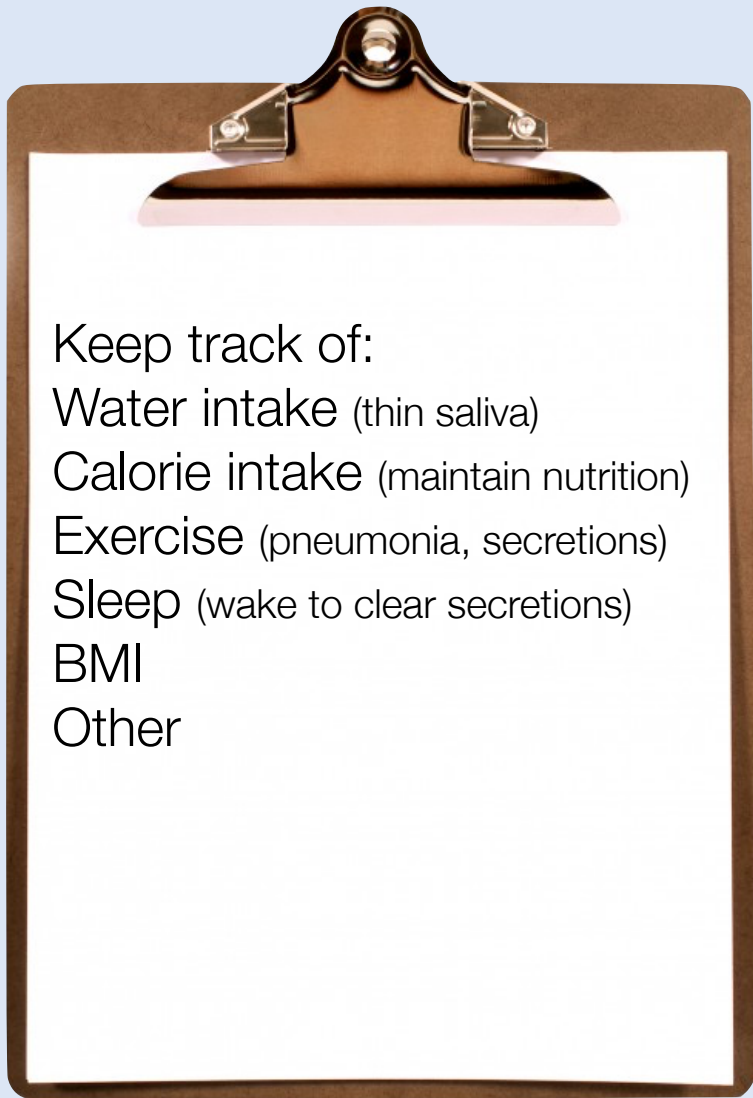 Keep track of:
Water intake (thin saliva)
Calorie intake (maintain nutrition)
Exercise (pneumonia, secretions)
Sleep (wake to clear secretions)
BMI
Other